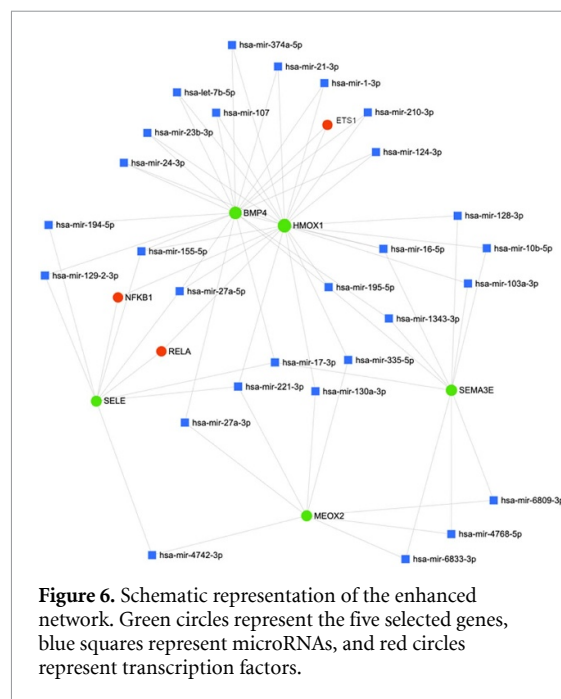 hsa-mir-374a-5p
hsa-mir-21-3p
hsa-mir-1-3p
hsa-let-7b-5p
hsa-mir-107
hsa-mir-210-3p
ETS1
hsa-mir-23b-3p
hsa-mir-124-3p
hsa-mir-24-3p
BMP4
hsa-mir-128-3p
HMOX1
hsa-mir-194-5p
hsa-mir-155-5p
hsa-mir-16-5p
hsa-mir-10b-5p
hsa-mir-129-2-3p
hsa-mir-103a-3p
hsa-mir-27a-5p
hsa-mir-195-5p
NFKB1
hsa-mir-1343-3p
RELA
hsa-mir-17-3p
hsa-mir-335-5p
hsa-mir-221-3p
hsa-mir-130a-3p
SEMA3E
SELE
hsa-mir-27a-3p
hsa-mir-6809-3p
MEOX2
hsa-mir-4768-5p
hsa-mir-4742-3p
hsa-mir-6833-3p
Figure 6. Schematic representation of the enhanced
network. Green circles represent the five selected genes,
blue squares represent microRNAs, and red circles
represent transcription factors.